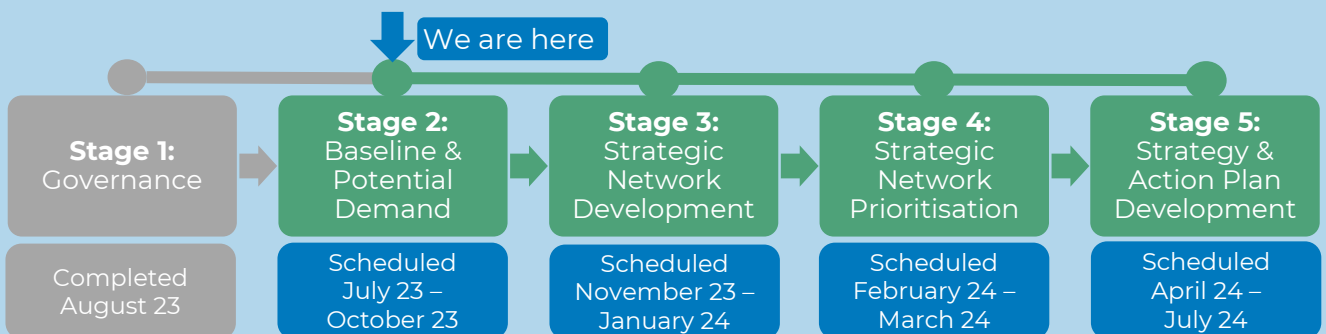 We are here
Stage 1:
Governance
Stage 2:
Baseline &
Potential
Demand
Stage 3:
Strategic
Network
Development
Stage 4:
Strategic
Network
Prioritisation
Stage 5:
Strategy &
Action Plan
Development
Completed
August 23
Scheduled
July 23 –
October 23
Scheduled
November 23 –
January 24
Scheduled
February 24 –
March 24
Scheduled
April 24 –
July 24